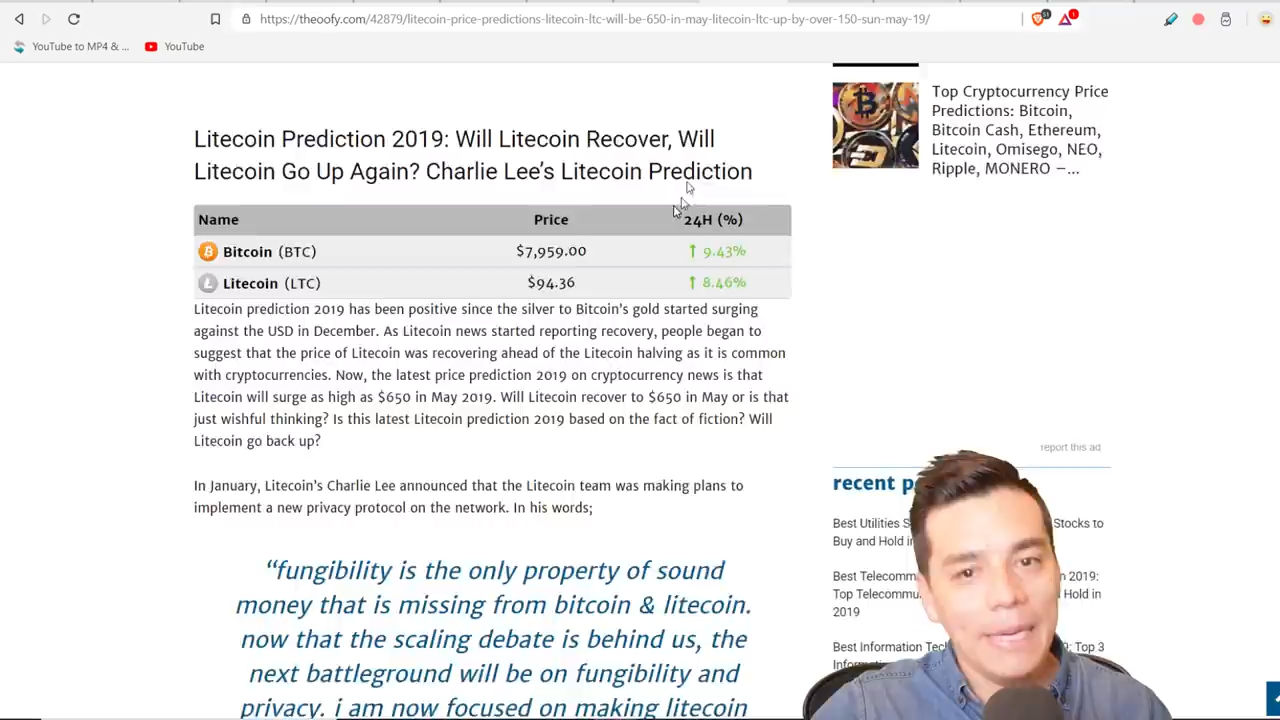 https://theoofy.com/42879/litecoin-price-predictions-litecoin-ltc-will-be-650-in-may-litecoin-ltc-up-by-over-150-sun-may-19/
51
1
YouTube to MP4 & ...
YouTube
Litecoin Prediction 2019: Will Litecoin Recover, Will
Litecoin Go Up Again? Charlie Lee's Litecoin Prediction
Name Price 24H (%)
Bitcoin (BTC) $7,959.00 ↑ 9.43%
Litecoin (LTC) $94.36 ↑ 8.46%
Litecoin prediction 2019 has been positive since the silver to Bitcoin's gold started surging
against the USD in December. As Litecoin news started reporting recovery, people began to
suggest that the price of Litecoin was recovering ahead of the Litecoin halving as it is common
with cryptocurrencies. Now, the latest price prediction 2019 on cryptocurrency news is that
Litecoin will surge as high as $650 in May 2019. Will Litecoin recover to $650 in May or is that
just wishful thinking? Is this latest Litecoin prediction 2019 based on the fact of fiction? Will
Litecoin go back up?
In January, Litecoin's Charlie Lee announced that the Litecoin team was making plans to
implement a new privacy protocol on the network. In his words;
“fungibility is the only property of sound
money that is missing from bitcoin & litecoin.
now that the scaling debate is behind us, the
next battleground will be on fungibility and
privacy. i am now focused on making litecoin
Top Cryptocurrency Price
Predictions: Bitcoin,
Bitcoin Cash, Ethereum,
Litecoin, Omisego, NEO,
Ripple, MONERO –...
report this ad
recent p
Best Utilities S Stocks to
Buy and Hold in
Best Telecomm n 2019:
Top Telecommu Hold in
2019
Best Information Tec 9: Top 3
Informa